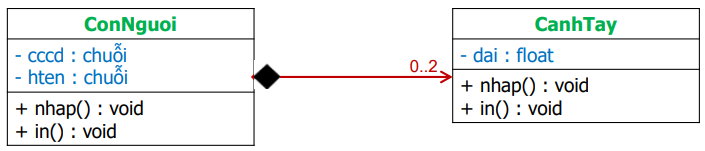 ConNguoi
- cccd : chuỗi
- hten : chuỗi
+ nhap() : void
+ in() : void
0..2
CanhTay
- dai : float
+ nhap() : void
+ in() : void